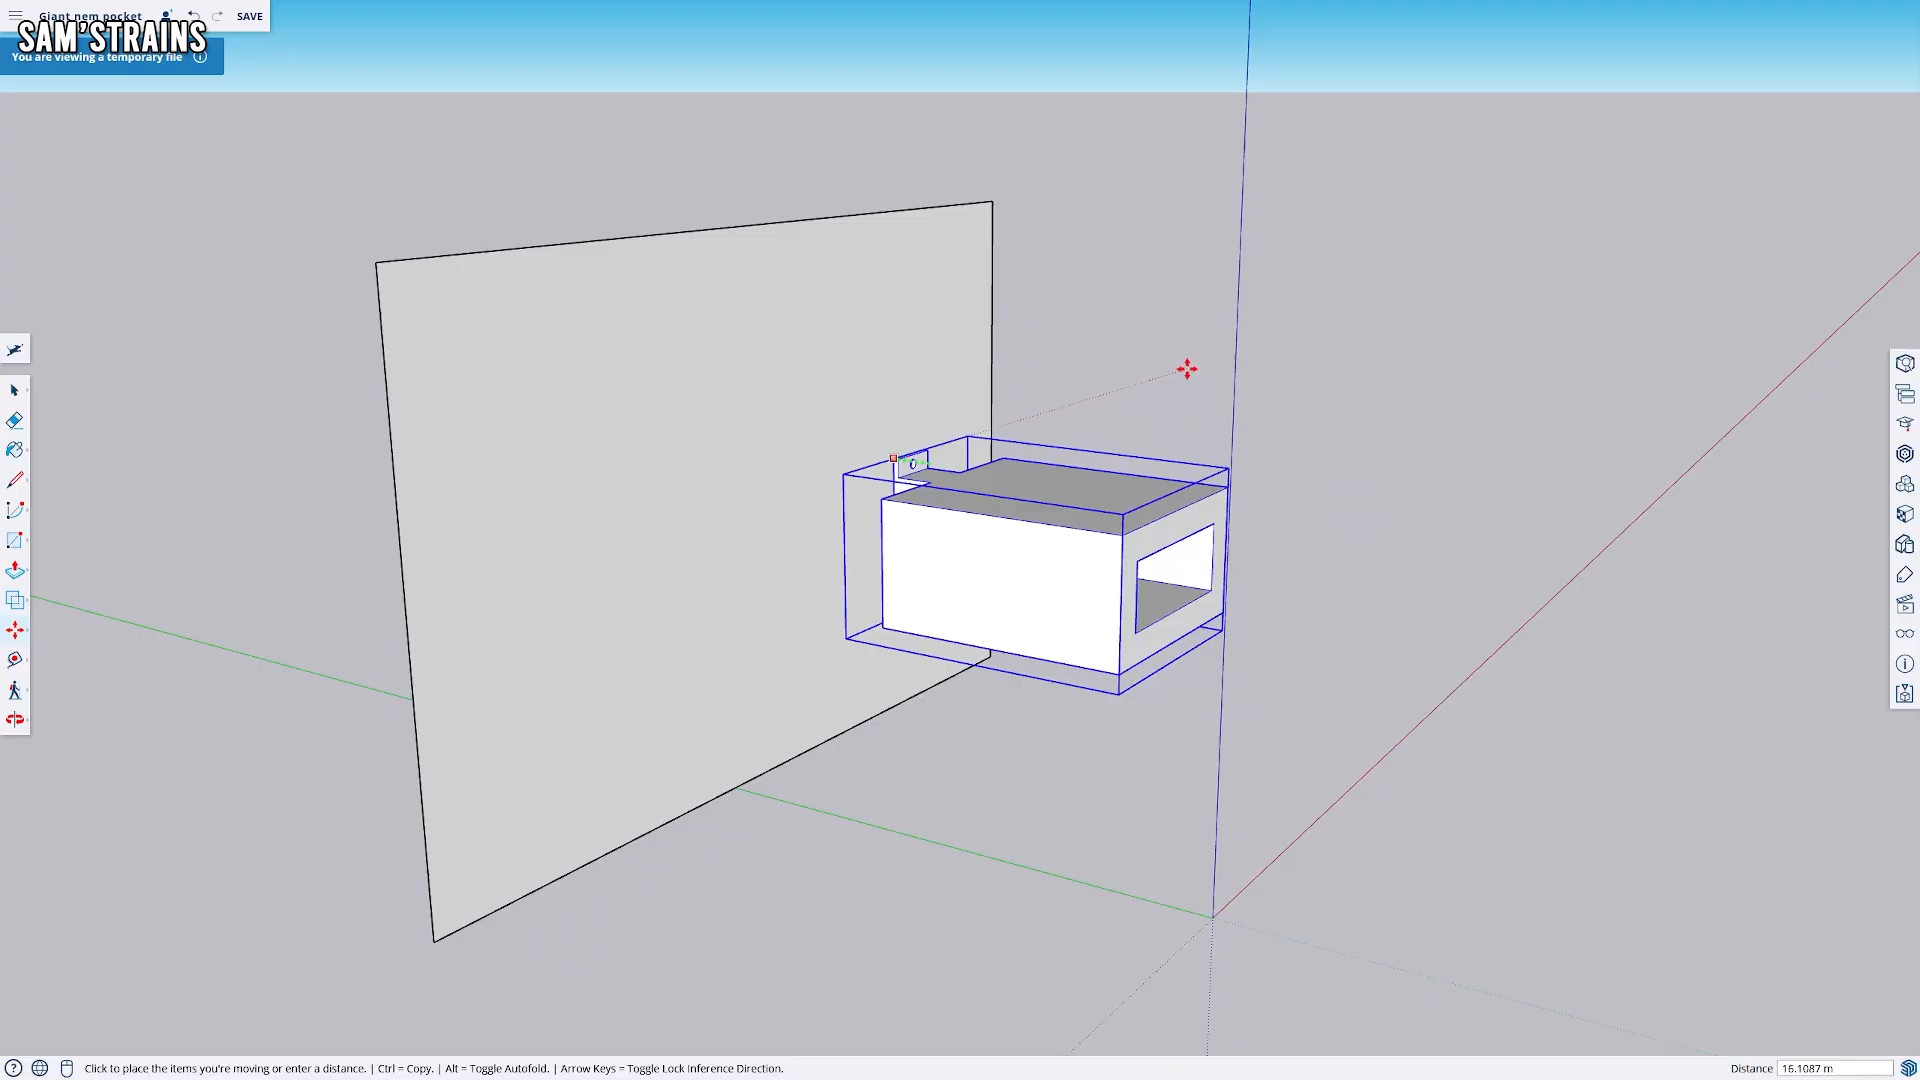 Giant nem pocket
SAVE
SAM'STRAINS
You are viewing a temporary file
Click to place the items you're moving or enter a distance. | Ctrl = Copy. | Alt = Toggle Autofold. | Arrow Keys = Toggle Lock Inference Direction.
Distance 16.1087 m